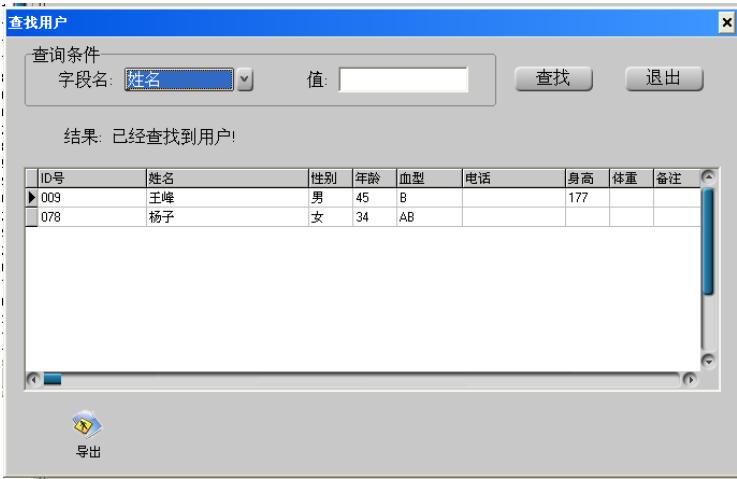 查找用户
查询条件
字段名: 姓名 值: 查找 退出
结果: 已经查找到用户!
ID号 姓名 性别 年龄 血型 电话 身高 体重 备注
009 王峰 男 45 B 177
078 杨子 女 34 AB
导出